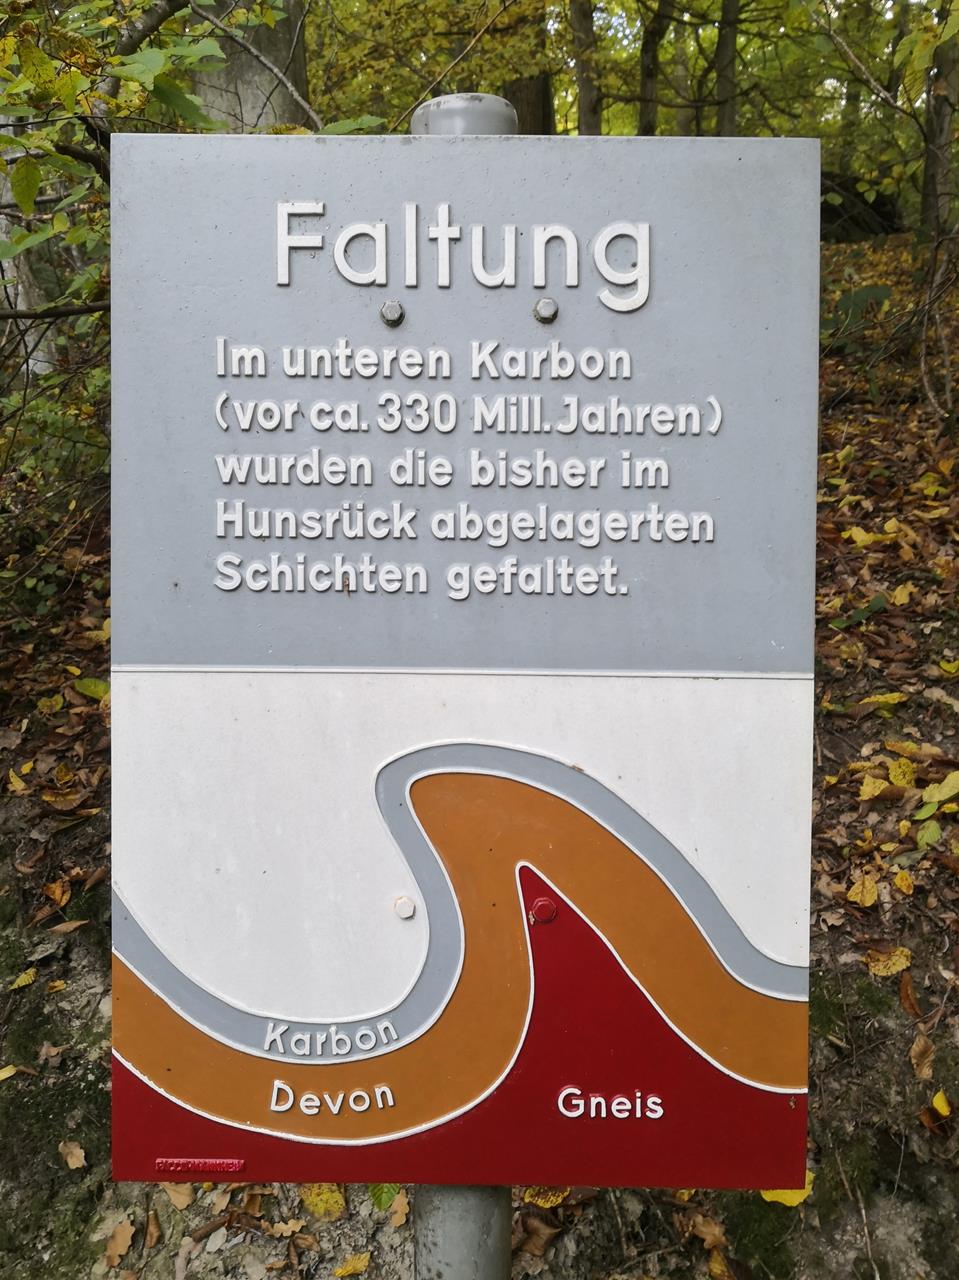 Faltung
Im unteren Karbon
(vor ca. 330 Mill. Jahren)
wurden die bisher im
Hunsrück abgelagerten
Schichten gefaltet.
Karbon
Devon
Gneis